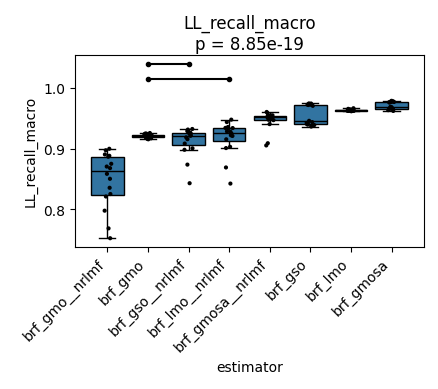 LL_recall_macro
p = 8.85e-19
LL_recall_macro
1.0
0.9
0.8
brf_gmo__nrlmf
brf_gmo
brf_gso__nrlmf
brf_lmo__nrlmf
brf_gmosa__nrlmf
brf_gso
brf_lmo
brf_gmosa
estimator